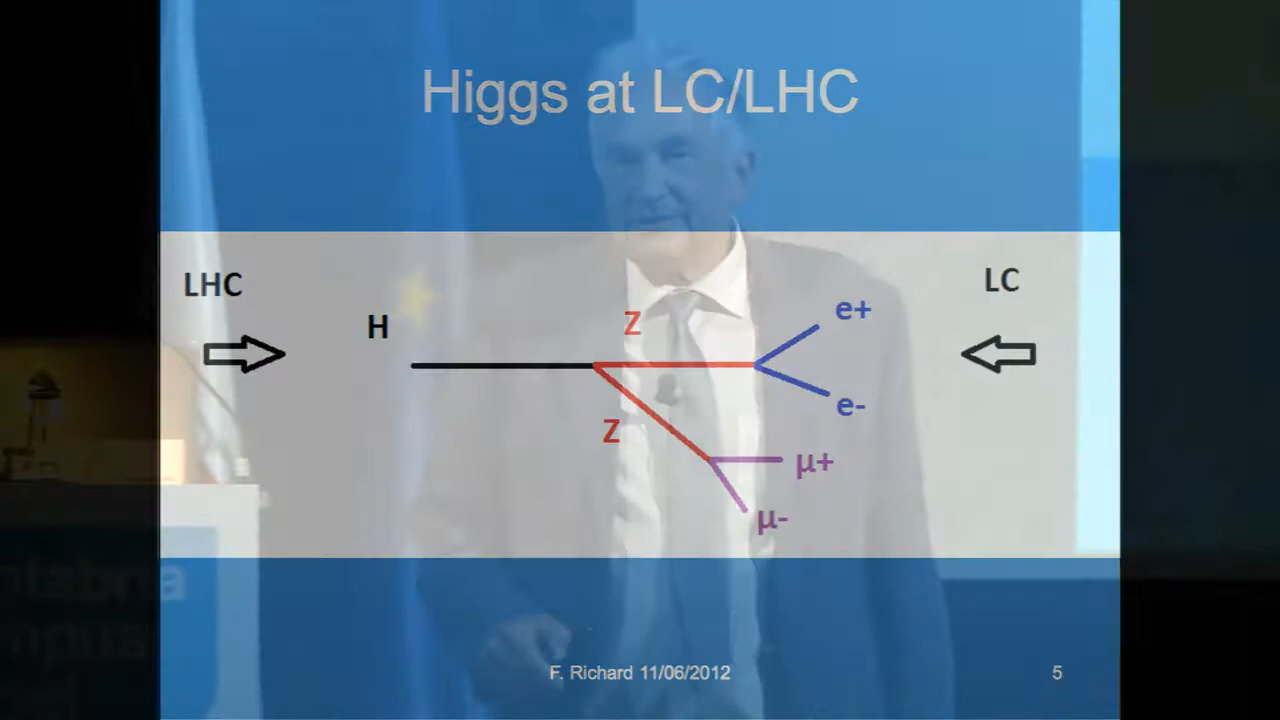 Higgs at LC/LHC
LHC
LC
H
Z
e+
e-
Z
μ+
μ-
F. Richard 11/06/2012
5